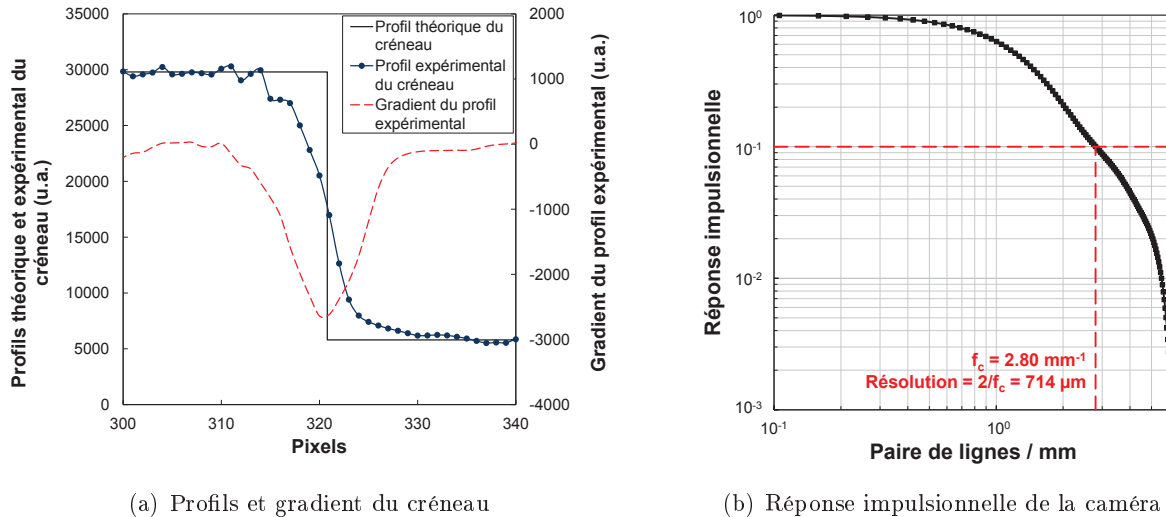 Profils théorique et expérimental du
créneau (u.a.)
35000
30000
25000
20000
15000
10000
5000
0
300
310
320
330
340
Pixels
2000
1000
0
-1000
-2000
-3000
-4000
Gradient du profil expérimental (u.a.)
Profil théorique du
créneau
Profil expérimental
du créneau
Gradient du profil
expérimental
(a) Profils et gradient du créneau
Réponse impulsionnelle
10⁰
10⁻¹
10⁻²
10⁻³
f_c = 2.80 mm⁻¹
Résolution = 2/f_c = 714 µm
10⁻¹
10⁰
Paire de lignes / mm
(b) Réponse impulsionnelle de la caméra